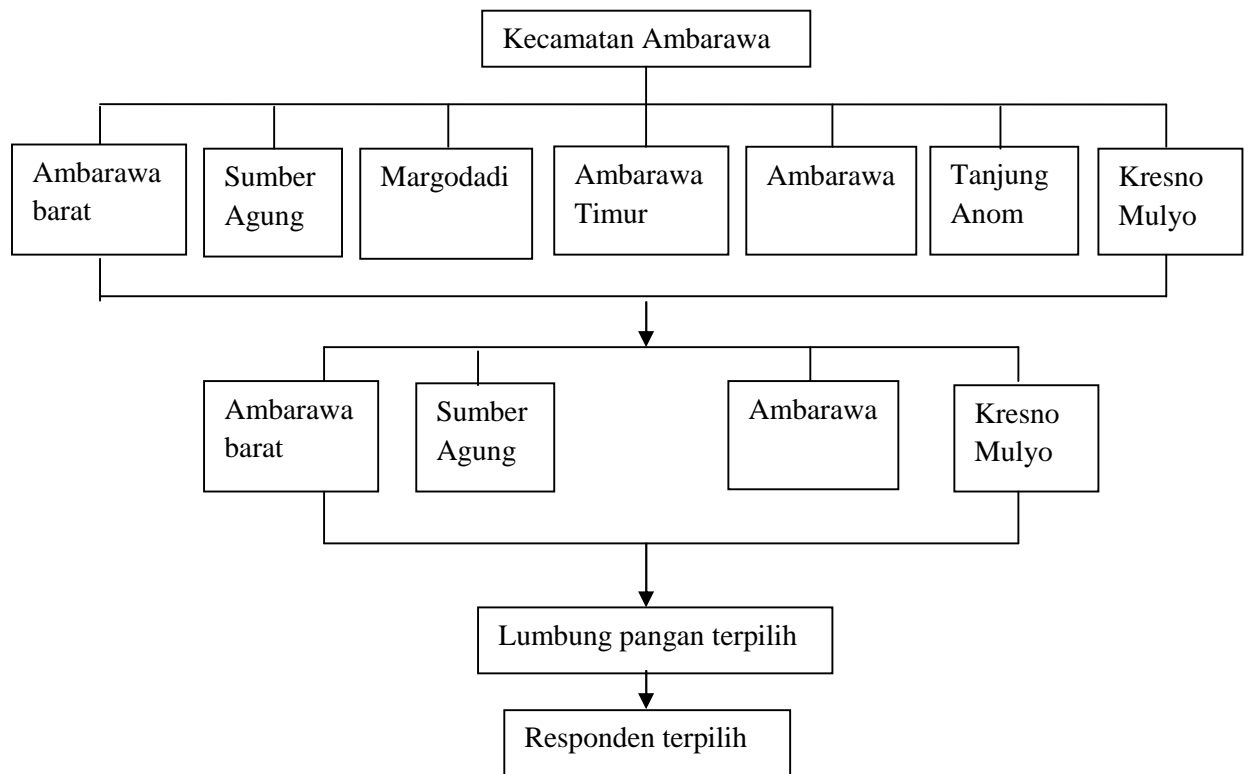 Kecamatan Ambarawa
Ambarawa
barat
Sumber
Agung
Margodadi
Ambarawa
Timur
Ambarawa
Tanjung
Anom
Kresno
Mulyo
Ambarawa
barat
Sumber
Agung
Ambarawa
Kresno
Mulyo
Lumbung pangan terpilih
Responden terpilih